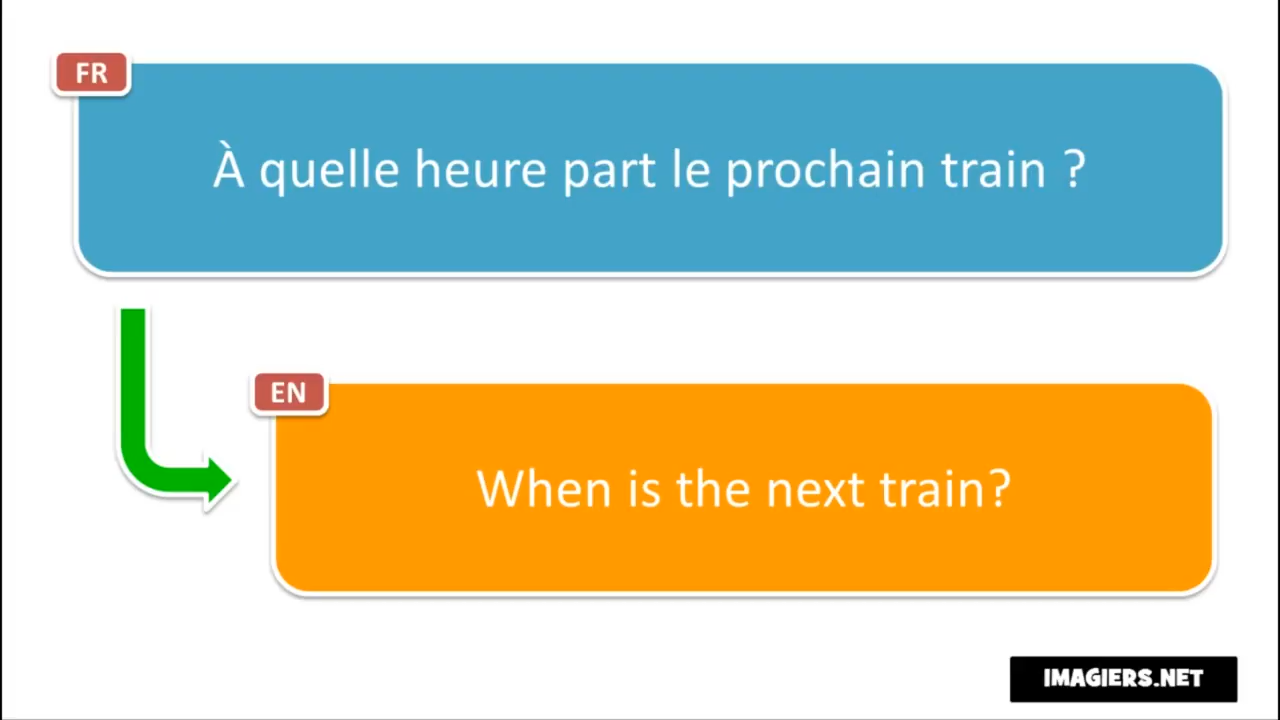 FR
À quelle heure part le prochain train ?
EN
When is the next train?
IMAGIERS.NET